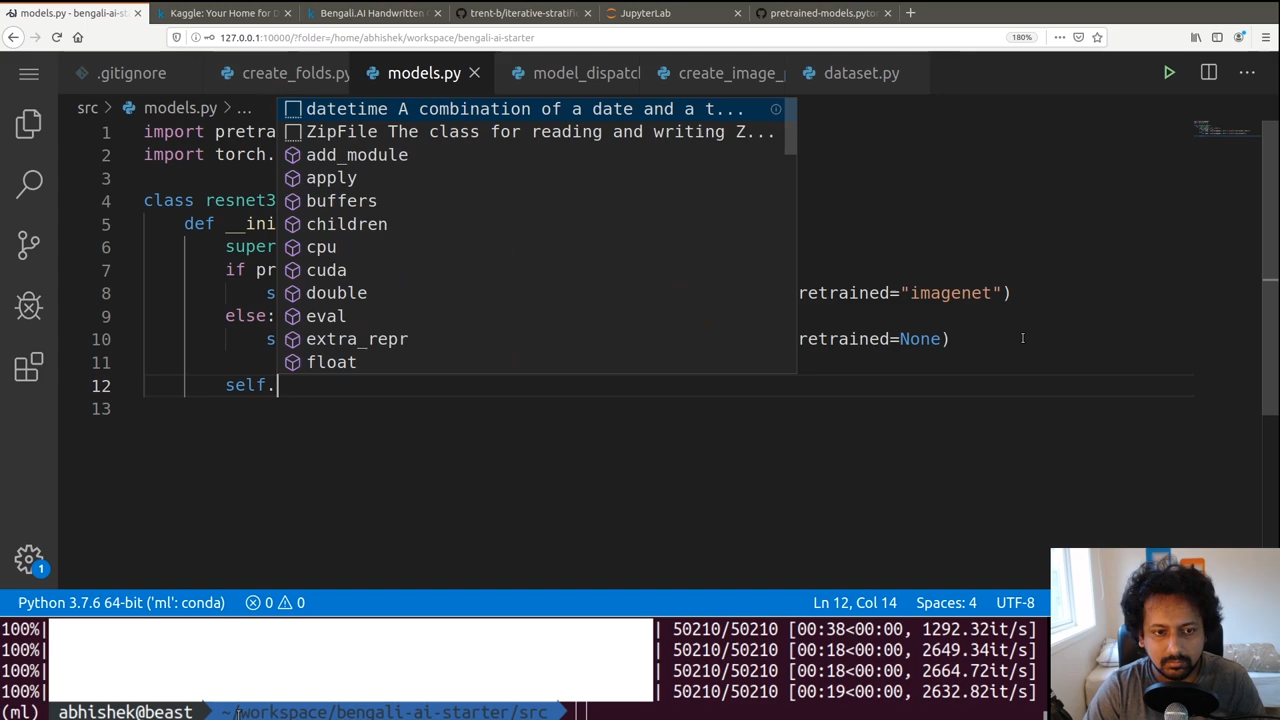 models.py - bengali-ai-sta
Kaggle: Your Home for D
Bengali.AI Handwritten
trent-b/iterative-stratifi
JupyterLab
pretrained-models.pytor
127.0.0.1:10000/?folder=/home/abhishek/workspace/bengali-ai-starter
180%
.gitignore
create_folds.py
models.py
model_dispatc
create_image_
dataset.py
src > models.py > ...
1 import pretra
2 import torch.
3
4 class resnet3
5 def __ini
6 super
7 if pr
8 s retrained="imagenet")
9 else:
10 s retrained=None)
11
12 self.
13
datetime A combination of a date and a t...
ZipFile The class for reading and writing Z...
add_module
apply
buffers
children
cpu
cuda
double
eval
extra_repr
float
1
Python 3.7.6 64-bit ('ml': conda)
0 0
Ln 12, Col 14
Spaces: 4
UTF-8
100%| | 50210/50210 [00:38<00:00, 1292.32it/s]
100%| | 50210/50210 [00:18<00:00, 2649.34it/s]
100%| | 50210/50210 [00:18<00:00, 2664.72it/s]
100%| | 50210/50210 [00:19<00:00, 2632.82it/s]
(ml) abhishek@beast ~/workspace/bengali-ai-starter/src